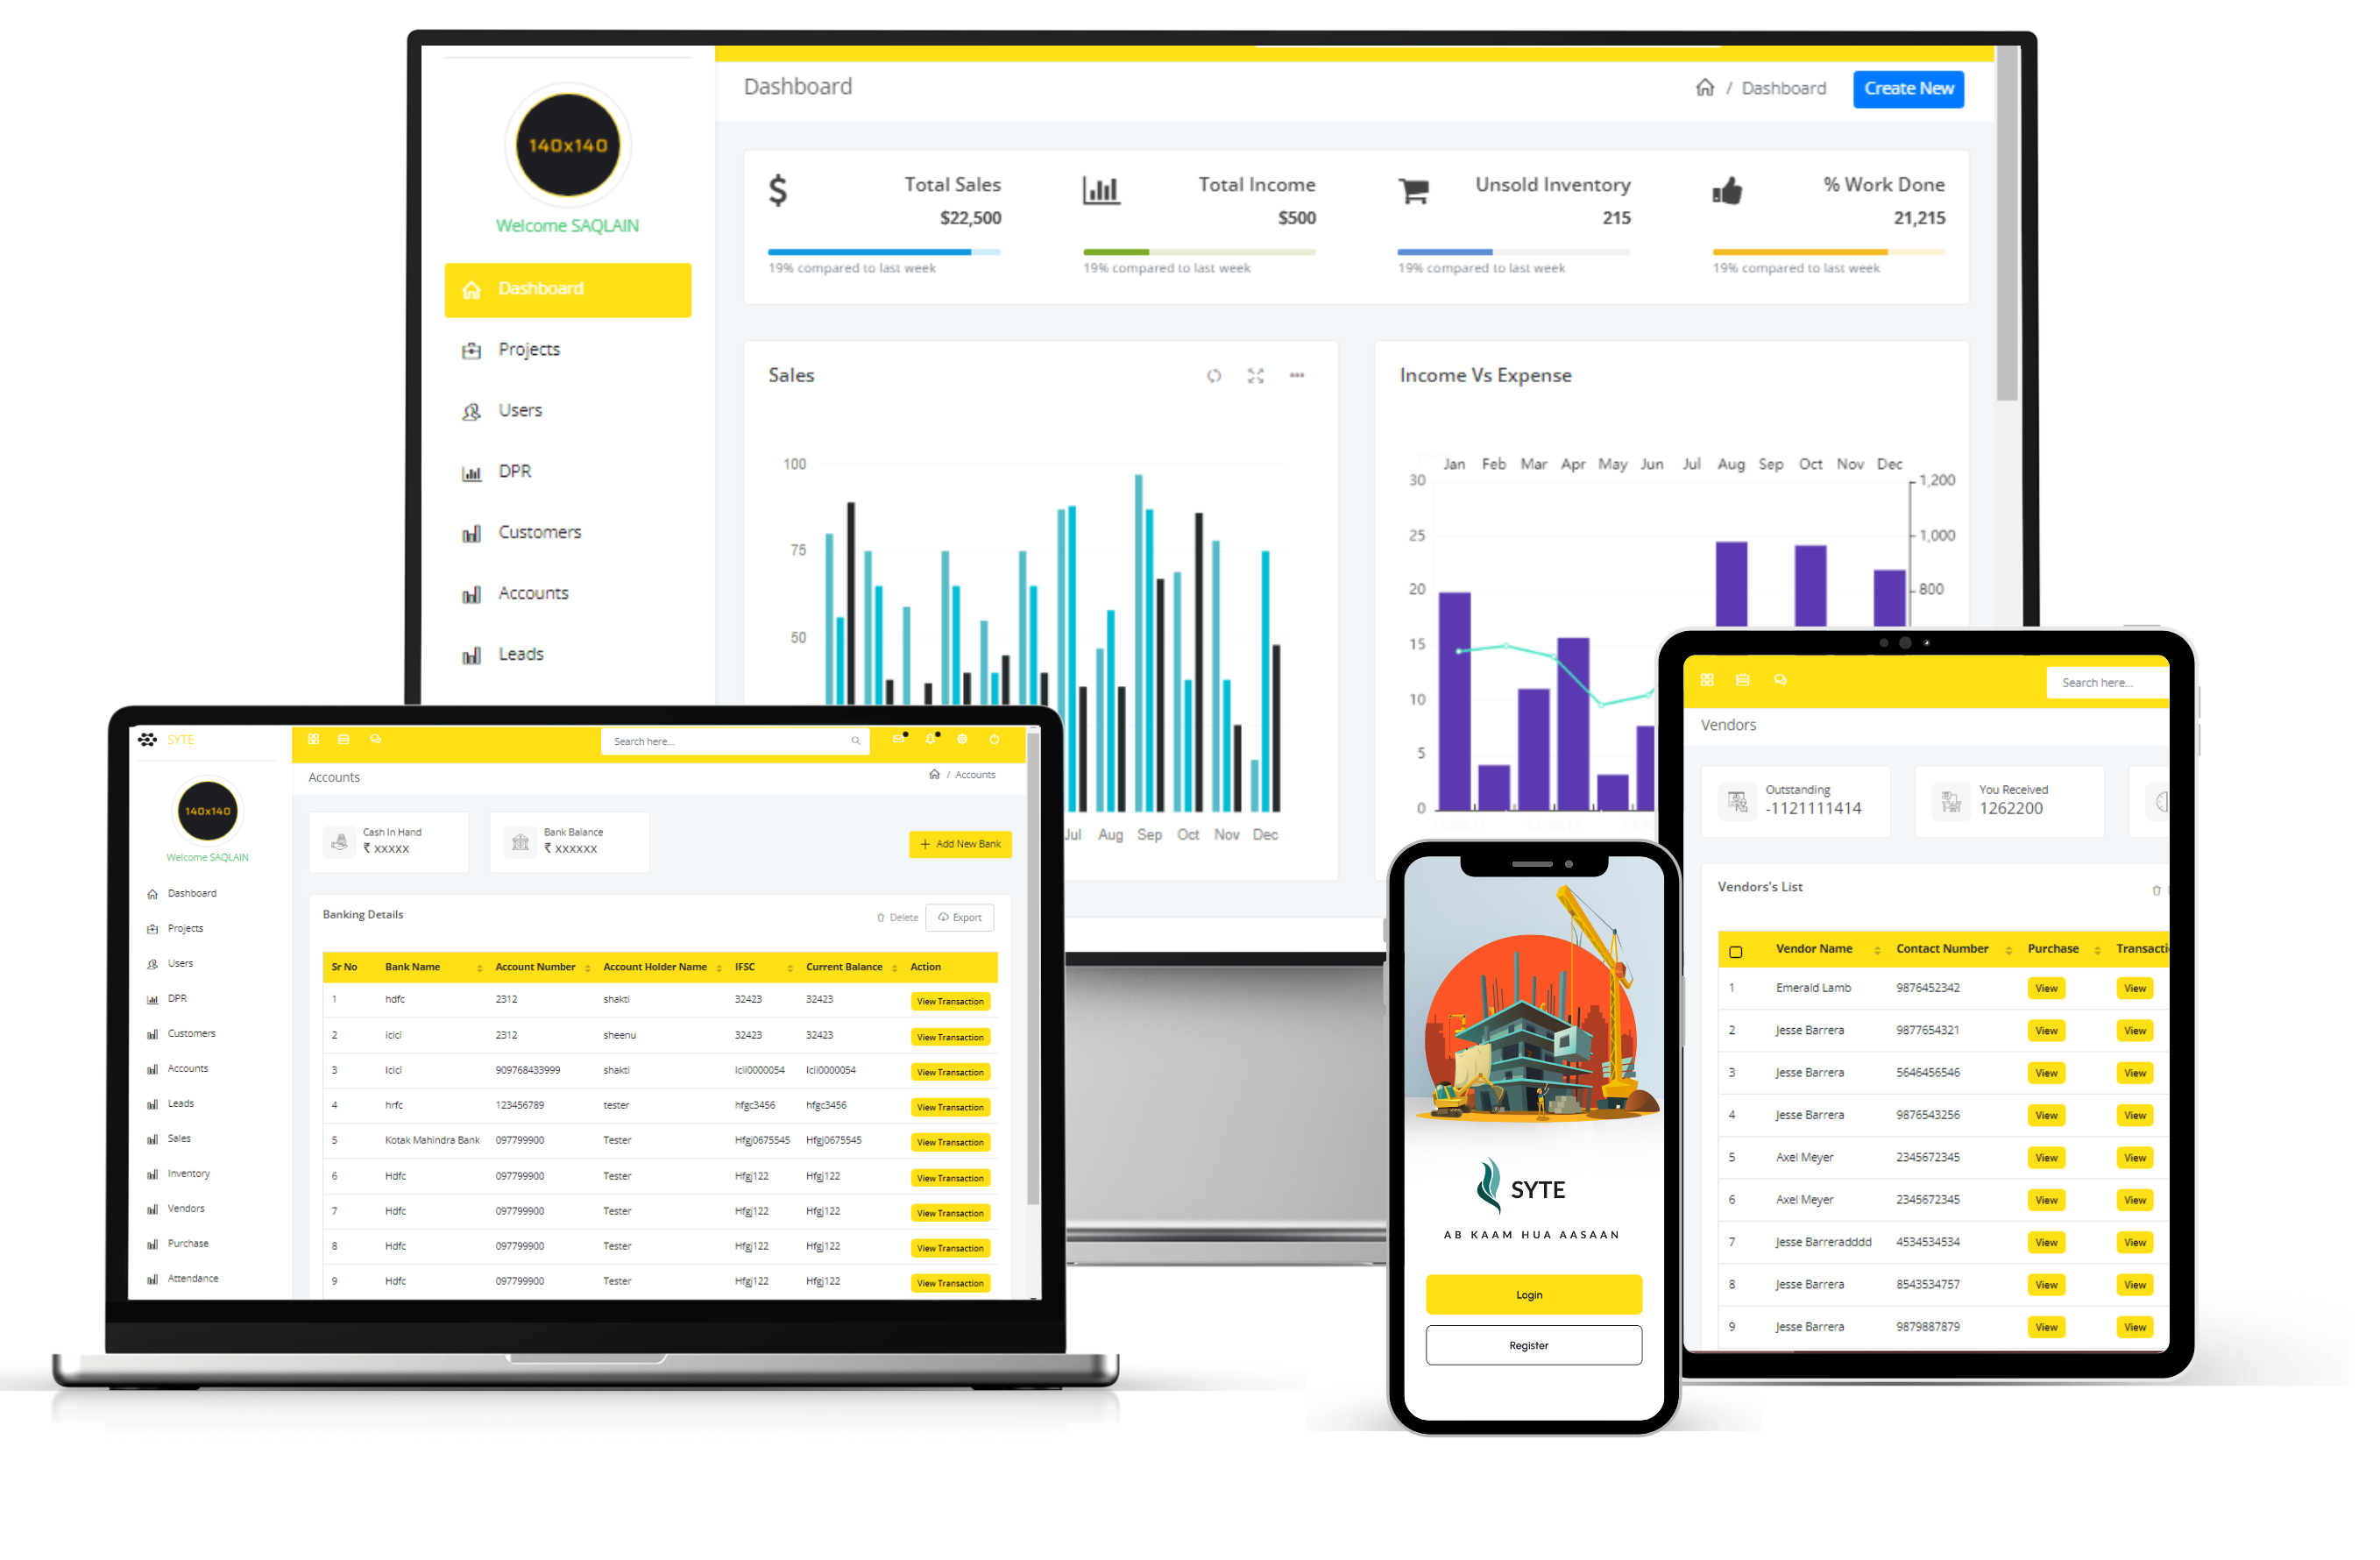 Dashboard
/ Dashboard
Create New
140x140
Welcome SAQLAIN
Dashboard
Projects
Users
DPR
Customers
Accounts
Leads
Total Sales
$22,500
19% compared to last week
Total Income
$500
19% compared to last week
Unsold Inventory
215
19% compared to last week
% Work Done
21,215
19% compared to last week
Sales
100
75
50
Jul Aug Sep Oct Nov Dec
Income Vs Expense
Jan Feb Mar Apr May Jun Jul Aug Sep Oct Nov Dec
30
25
20
15
10
5
0
1,200
1,000
800
SYTE
Search here...
140x140
Welcome SAQLAIN
Dashboard
Projects
Users
DPR
Customers
Accounts
Leads
Sales
Inventory
Vendors
Purchase
Attendance
Accounts
/ Accounts
Cash In Hand
₹ xxxxx
Bank Balance
₹ xxxxxx
+ Add New Bank
Banking Details
Delete
Export
Sr No Bank Name Account Number Account Holder Name IFSC Current Balance Action
1 hdfc 2312 shakti 32423 32423 View Transaction
2 icici 2312 sheenu 32423 32423 View Transaction
3 Icici 909768433999 shakti Icii0000054 Icii0000054 View Transaction
4 hrfc 123456789 tester hfgc3456 hfgc3456 View Transaction
5 Kotak Mahindra Bank 097799900 Tester Hfgj0675545 Hfgj0675545 View Transaction
6 Hdfc 097799900 Tester Hfgj122 Hfgj122 View Transaction
7 Hdfc 097799900 Tester Hfgj122 Hfgj122 View Transaction
8 Hdfc 097799900 Tester Hfgj122 Hfgj122 View Transaction
9 Hdfc 097799900 Tester Hfgj122 Hfgj122 View Transaction
SYTE
AB KAAM HUA AASAAN
Login
Register
Search here...
Vendors
Outstanding
-1121111414
You Received
1262200
Vendors's List
Vendor Name Contact Number Purchase Transacti
1 Emerald Lamb 9876452342 View View
2 Jesse Barrera 9877654321 View View
3 Jesse Barrera 5646456546 View View
4 Jesse Barrera 9876543256 View View
5 Axel Meyer 2345672345 View View
6 Axel Meyer 2345672345 View View
7 Jesse Barreradddd 4534534534 View View
8 Jesse Barrera 8543534757 View View
9 Jesse Barrera 9879887879 View View